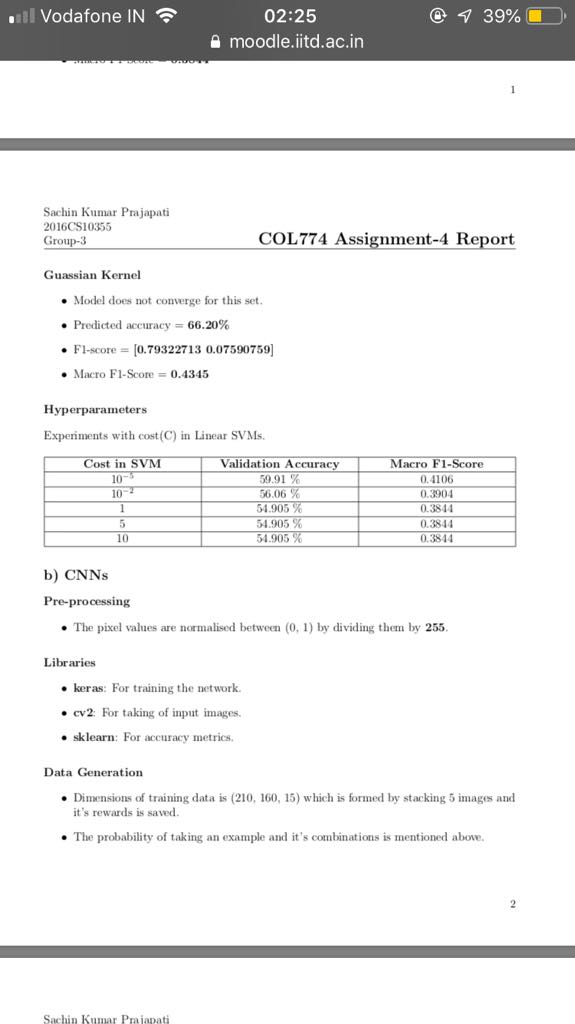 Vodafone IN 02:25 39%
moodle.iitd.ac.in
1
Sachin Kumar Prajapati
2016CS10355
Group-3 COL774 Assignment-4 Report
Guassian Kernel
• Model does not converge for this set.
• Predicted accuracy = 66.20%
• F1-score = [0.79322713 0.07590759]
• Macro F1-Score = 0.4345
Hyperparameters
Experiments with cost(C) in Linear SVMs.
Cost in SVM Validation Accuracy Macro F1-Score
10⁻⁵ 59.91 % 0.4106
10⁻² 56.06 % 0.3904
1 54.905 % 0.3844
5 54.905 % 0.3844
10 54.905 % 0.3844
b) CNNs
Pre-processing
• The pixel values are normalised between (0, 1) by dividing them by 255.
Libraries
• keras: For training the network.
• cv2: For taking of input images.
• sklearn: For accuracy metrics.
Data Generation
• Dimensions of training data is (210, 160, 15) which is formed by stacking 5 images and
it's rewards is saved.
• The probability of taking an example and it's combinations is mentioned above.
2
Sachin Kumar Prajapati